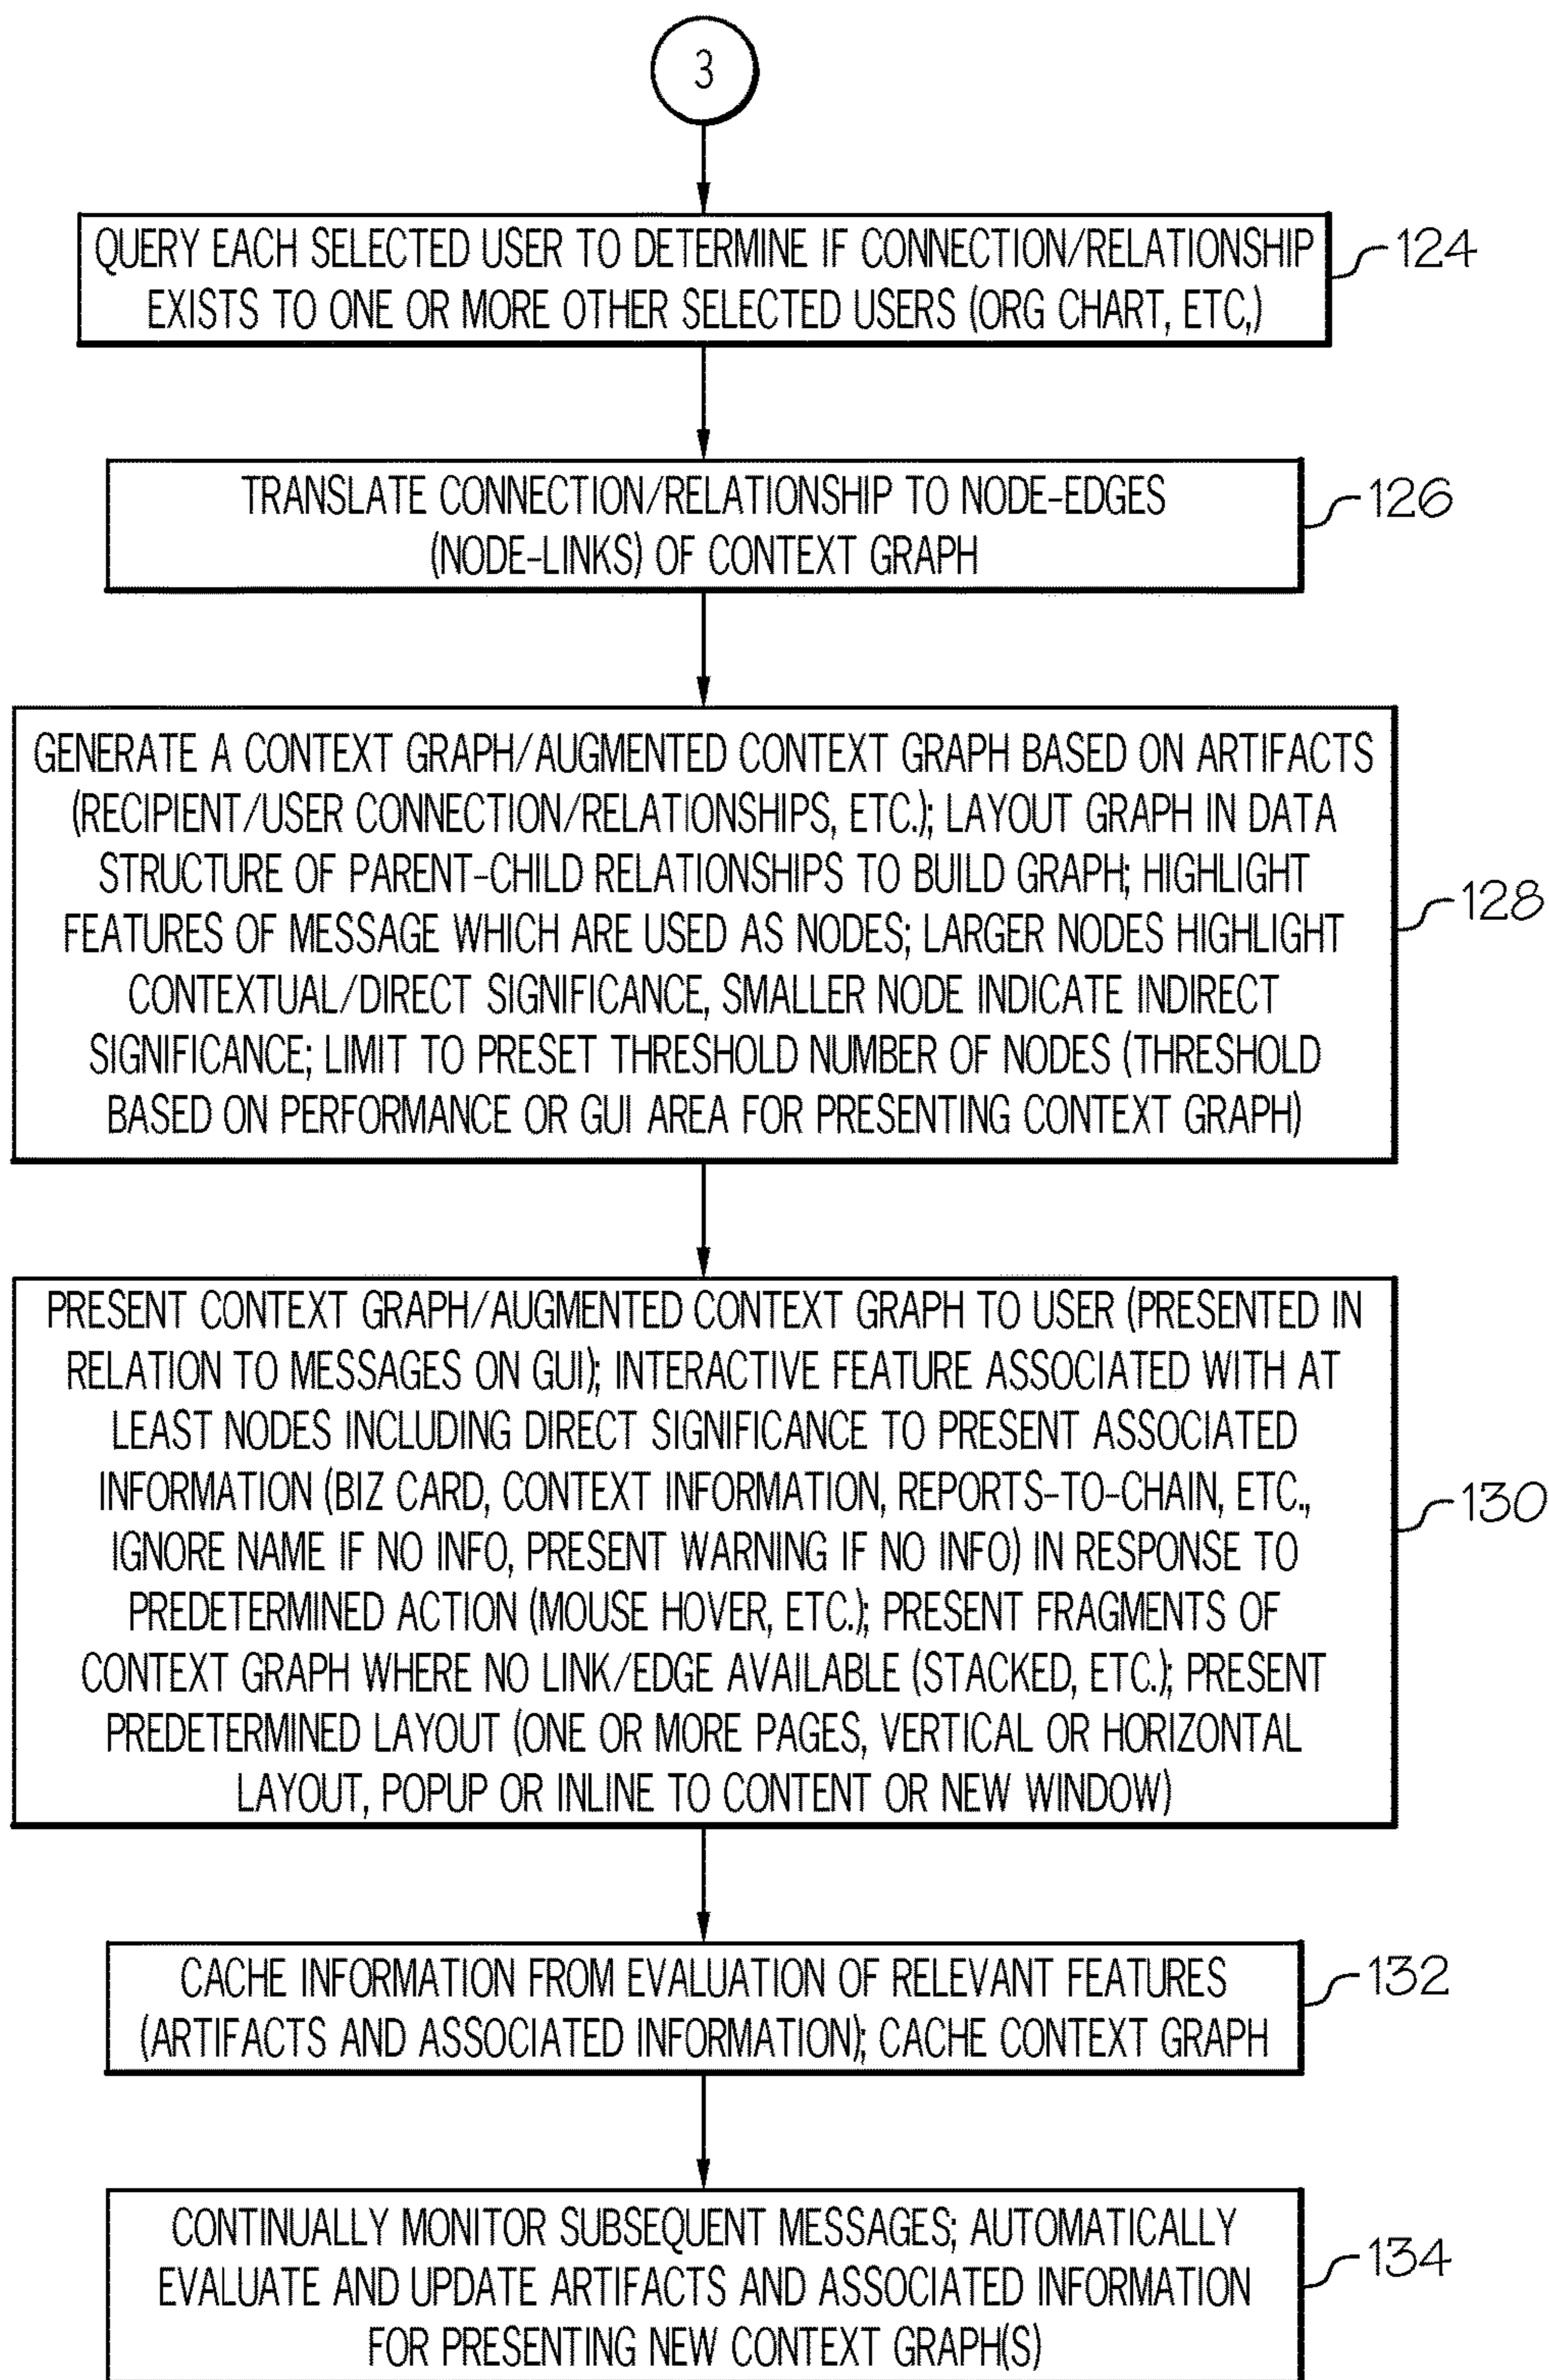 3
QUERY EACH SELECTED USER TO DETERMINE IF CONNECTION/RELATIONSHIP
EXISTS TO ONE OR MORE OTHER SELECTED USERS (ORG CHART, ETC,)
124
TRANSLATE CONNECTION/RELATIONSHIP TO NODE-EDGES
(NODE-LINKS) OF CONTEXT GRAPH
126
GENERATE A CONTEXT GRAPH/AUGMENTED CONTEXT GRAPH BASED ON ARTIFACTS
(RECIPIENT/USER CONNECTION/RELATIONSHIPS, ETC.); LAYOUT GRAPH IN DATA
STRUCTURE OF PARENT-CHILD RELATIONSHIPS TO BUILD GRAPH; HIGHLIGHT
FEATURES OF MESSAGE WHICH ARE USED AS NODES; LARGER NODES HIGHLIGHT
CONTEXTUAL/DIRECT SIGNIFICANCE, SMALLER NODE INDICATE INDIRECT
SIGNIFICANCE; LIMIT TO PRESET THRESHOLD NUMBER OF NODES (THRESHOLD
BASED ON PERFORMANCE OR GUI AREA FOR PRESENTING CONTEXT GRAPH)
128
PRESENT CONTEXT GRAPH/AUGMENTED CONTEXT GRAPH TO USER (PRESENTED IN
RELATION TO MESSAGES ON GUI); INTERACTIVE FEATURE ASSOCIATED WITH AT
LEAST NODES INCLUDING DIRECT SIGNIFICANCE TO PRESENT ASSOCIATED
INFORMATION (BIZ CARD, CONTEXT INFORMATION, REPORTS-TO-CHAIN, ETC.,
IGNORE NAME IF NO INFO, PRESENT WARNING IF NO INFO) IN RESPONSE TO
PREDETERMINED ACTION (MOUSE HOVER, ETC.); PRESENT FRAGMENTS OF
CONTEXT GRAPH WHERE NO LINK/EDGE AVAILABLE (STACKED, ETC.); PRESENT
PREDETERMINED LAYOUT (ONE OR MORE PAGES, VERTICAL OR HORIZONTAL
LAYOUT, POPUP OR INLINE TO CONTENT OR NEW WINDOW)
130
CACHE INFORMATION FROM EVALUATION OF RELEVANT FEATURES
(ARTIFACTS AND ASSOCIATED INFORMATION); CACHE CONTEXT GRAPH
132
CONTINUALLY MONITOR SUBSEQUENT MESSAGES; AUTOMATICALLY
EVALUATE AND UPDATE ARTIFACTS AND ASSOCIATED INFORMATION
FOR PRESENTING NEW CONTEXT GRAPH(S)
134